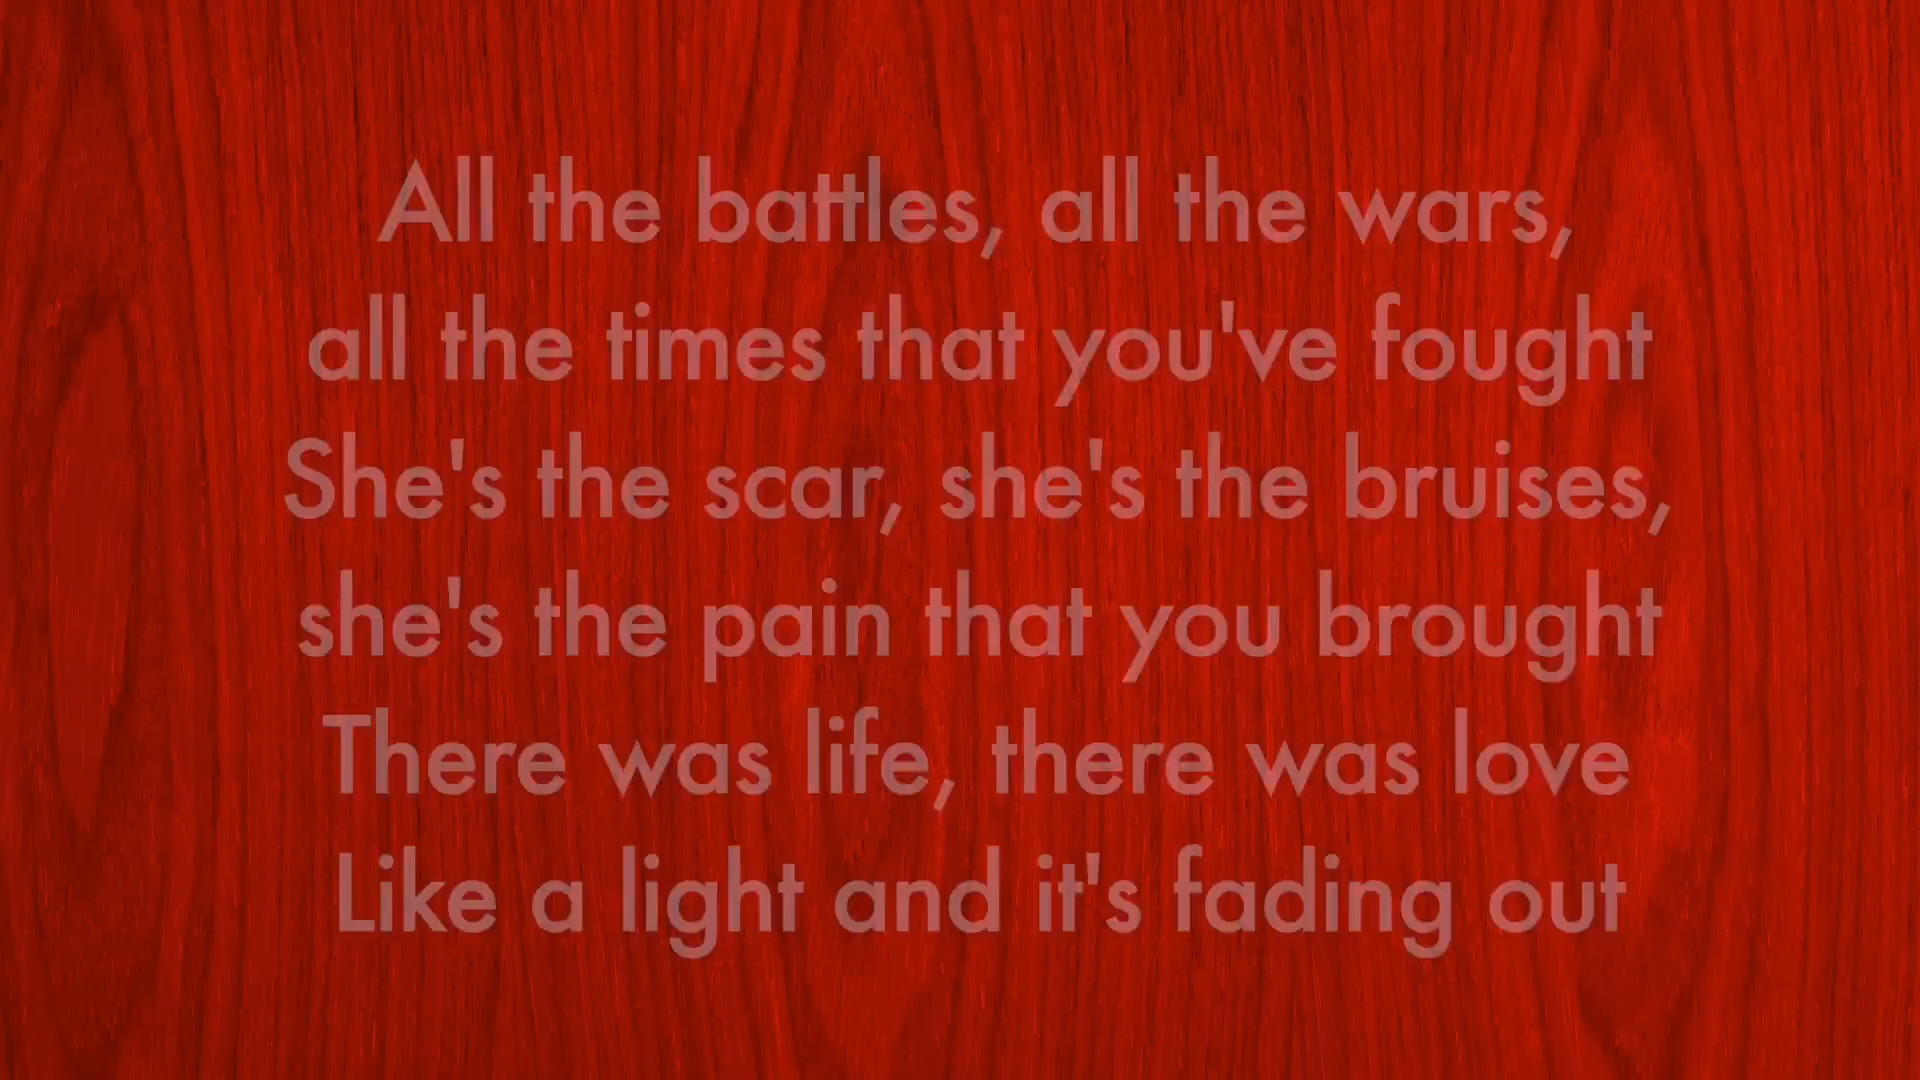 All the battles, all the wars,
all the times that you've fought
She's the scar, she's the bruises,
she's the pain that you brought
There was life, there was love
Like a light and it's fading out